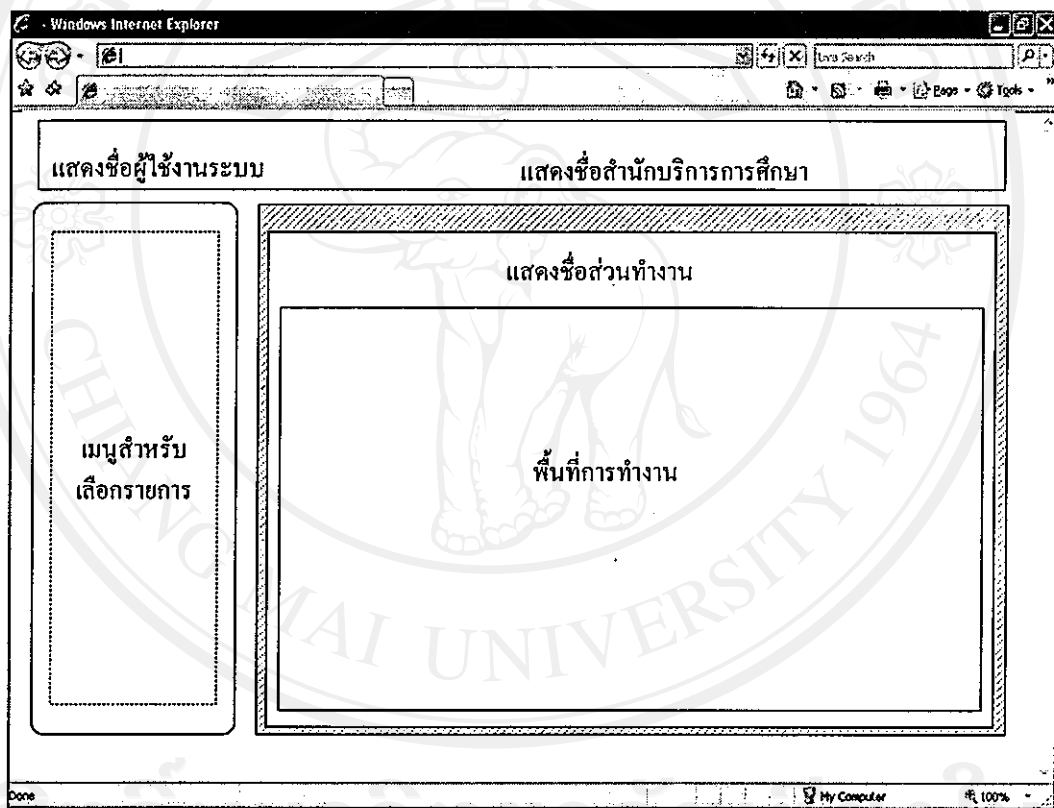 - Windows Internet Explorer
Live Search
Page Tools
แสดงชื่อผู้ใช้งานระบบ
แสดงชื่อสำนักบริการการศึกษา
แสดงชื่อส่วนทำงาน
เมนูสำหรับ
เลือกรายการ
พื้นที่การทำงาน
CHIANG MAI UNIVERSITY 1964
Done
My Computer
100%